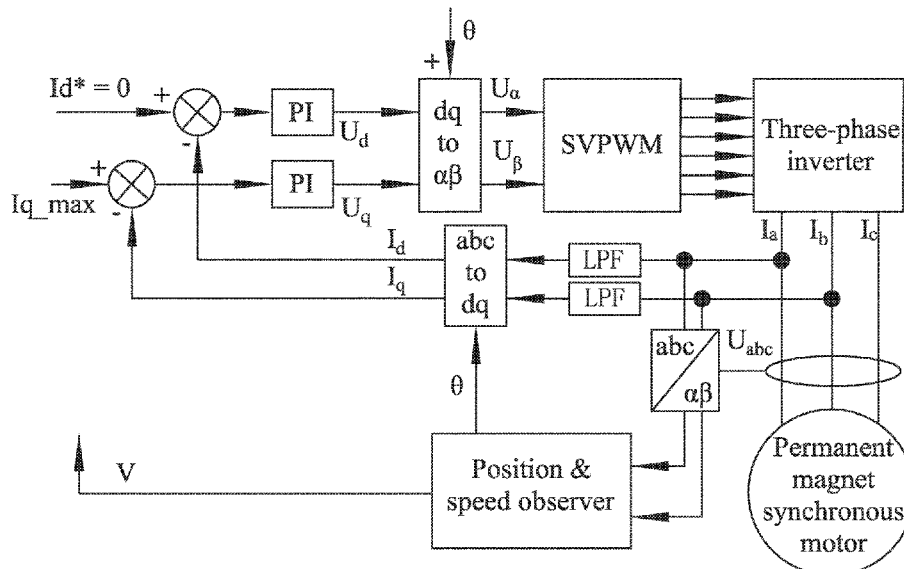 θ
+
Id* = 0
+
-
PI
U_d
dq
to
αβ
U_α
U_β
SVPWM
Three-phase
inverter
+
-
Iq_max
PI
U_q
I_a
I_b
I_c
I_d
I_q
abc
to
dq
LPF
LPF
θ
abc
αβ
U_abc
V
Position &
speed observer
Permanent
magnet
synchronous
motor